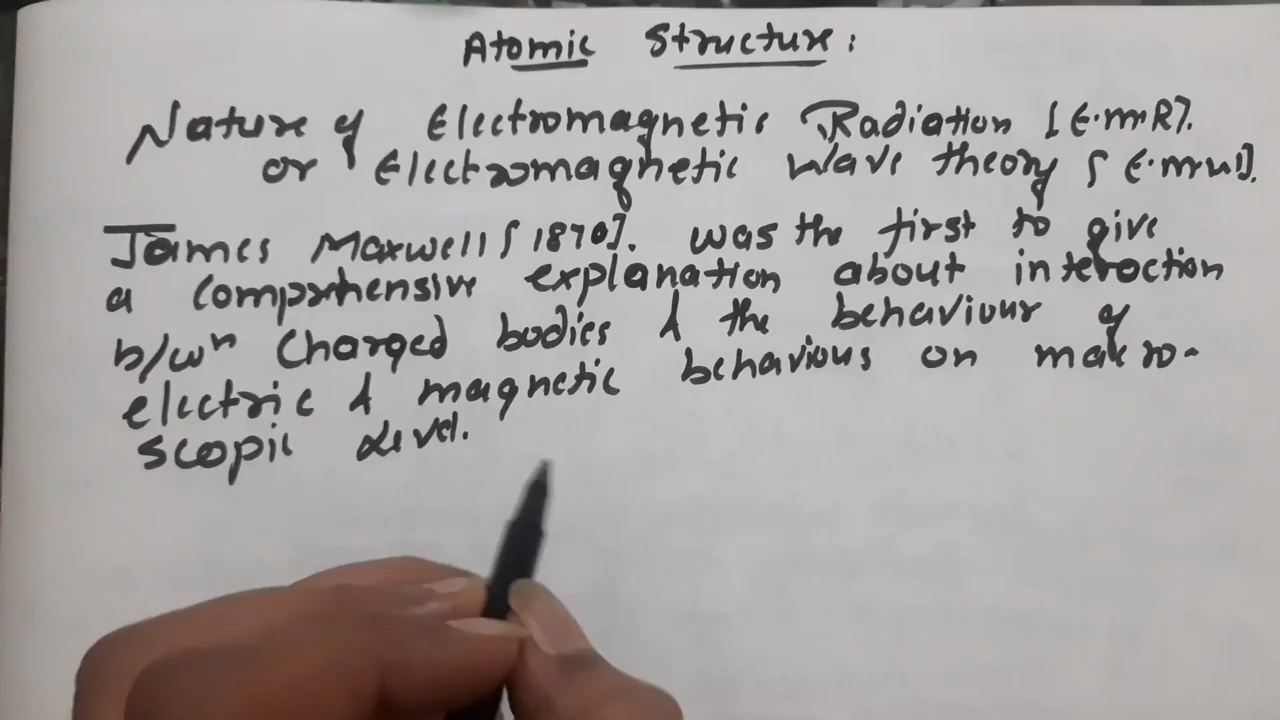 Atomic Structure:
Nature of Electromagnetic Radiation [E.m.R].
or Electromagnetic Wave theory [E.m.w].
James Maxwell [1870]. was the first to give
a comprehensive explanation about interaction
b/wn charged bodies & the behaviour of
electric & magnetic behavious on makro-
scopic level.